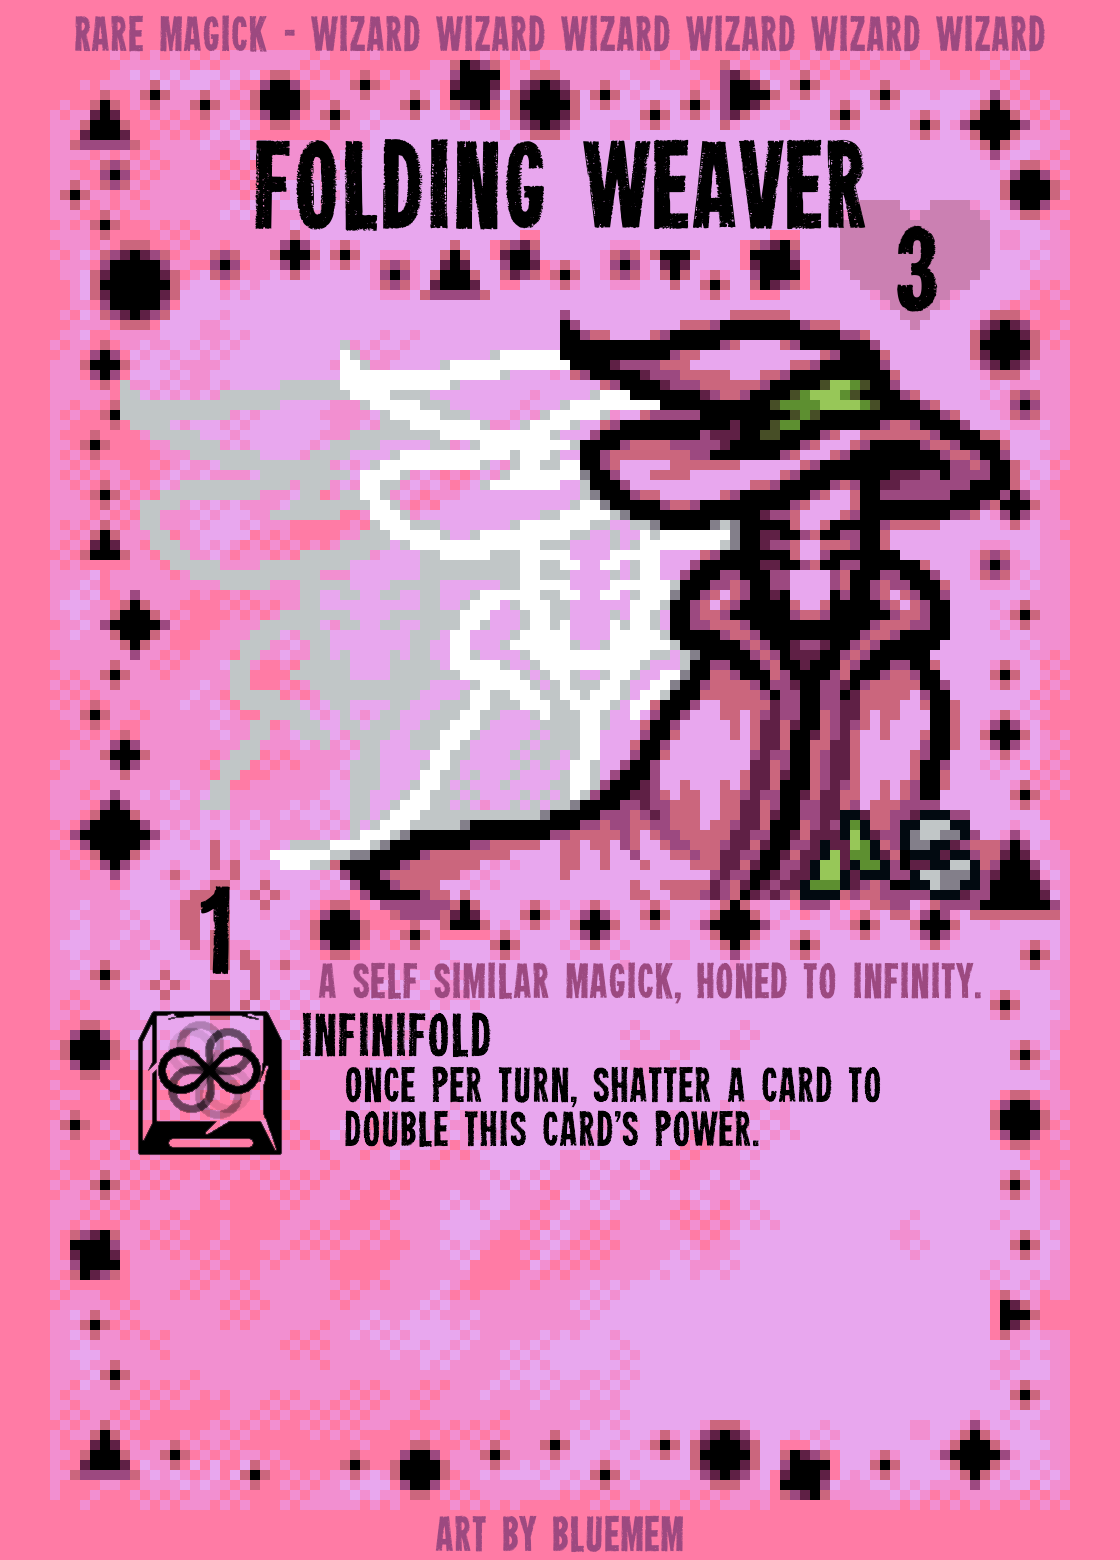 RARE MAGICK - WIZARD WIZARD WIZARD WIZARD WIZARD WIZARD
FOLDING WEAVER
3
1
A SELF SIMILAR MAGICK, HONED TO INFINITY.
INFINIFOLD
ONCE PER TURN, SHATTER A CARD TO
DOUBLE THIS CARD'S POWER.
ART BY BLUEMEM